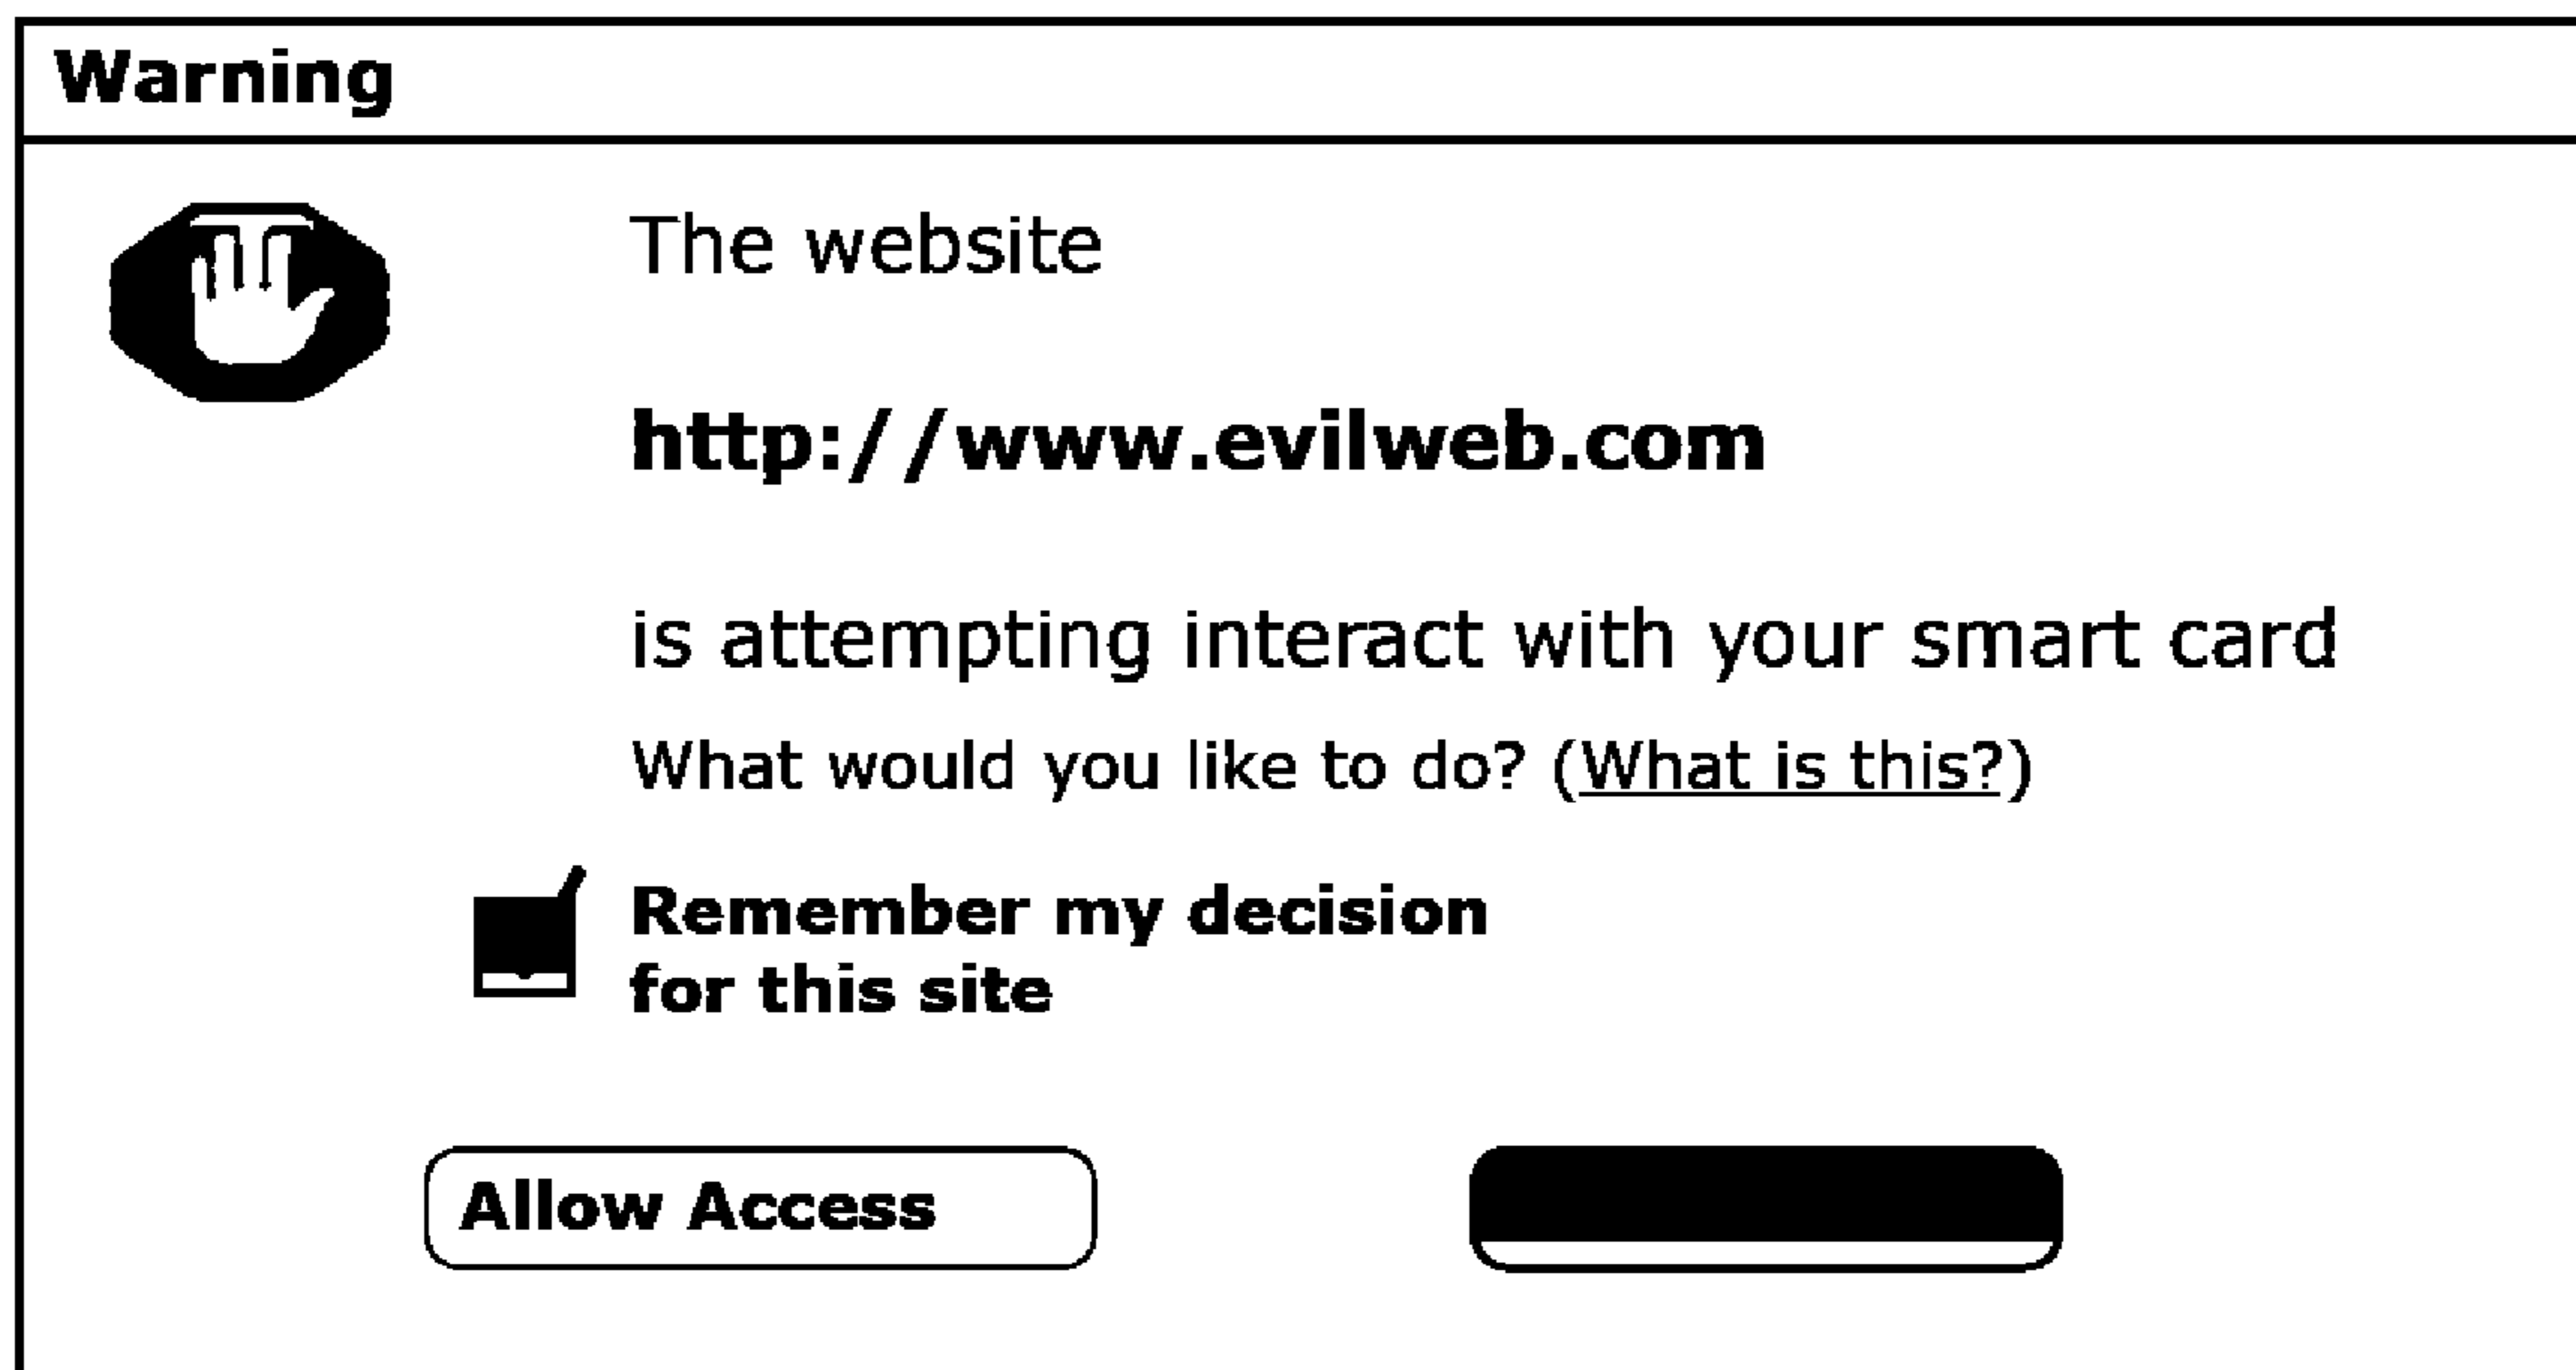 Warning
The website
http://www.evilweb.com
is attempting interact with your smart card
What would you like to do? (What is this?)
Remember my decision
for this site
Allow Access